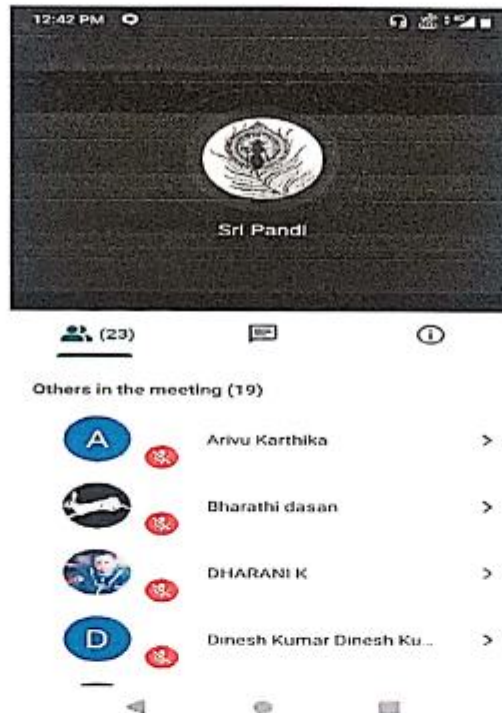 12:42 PM
Sri Pandi
(23)
Others in the meeting (19)
A
Arivu Karthika
Bharathi dasan
DHARANI K
D
Dinesh Kumar Dinesh Ku...